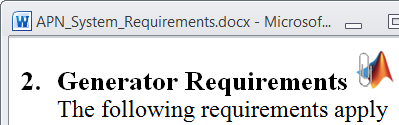 APN_System_Requirements.docx - Microsof...
2. Generator Requirements
The following requirements apply